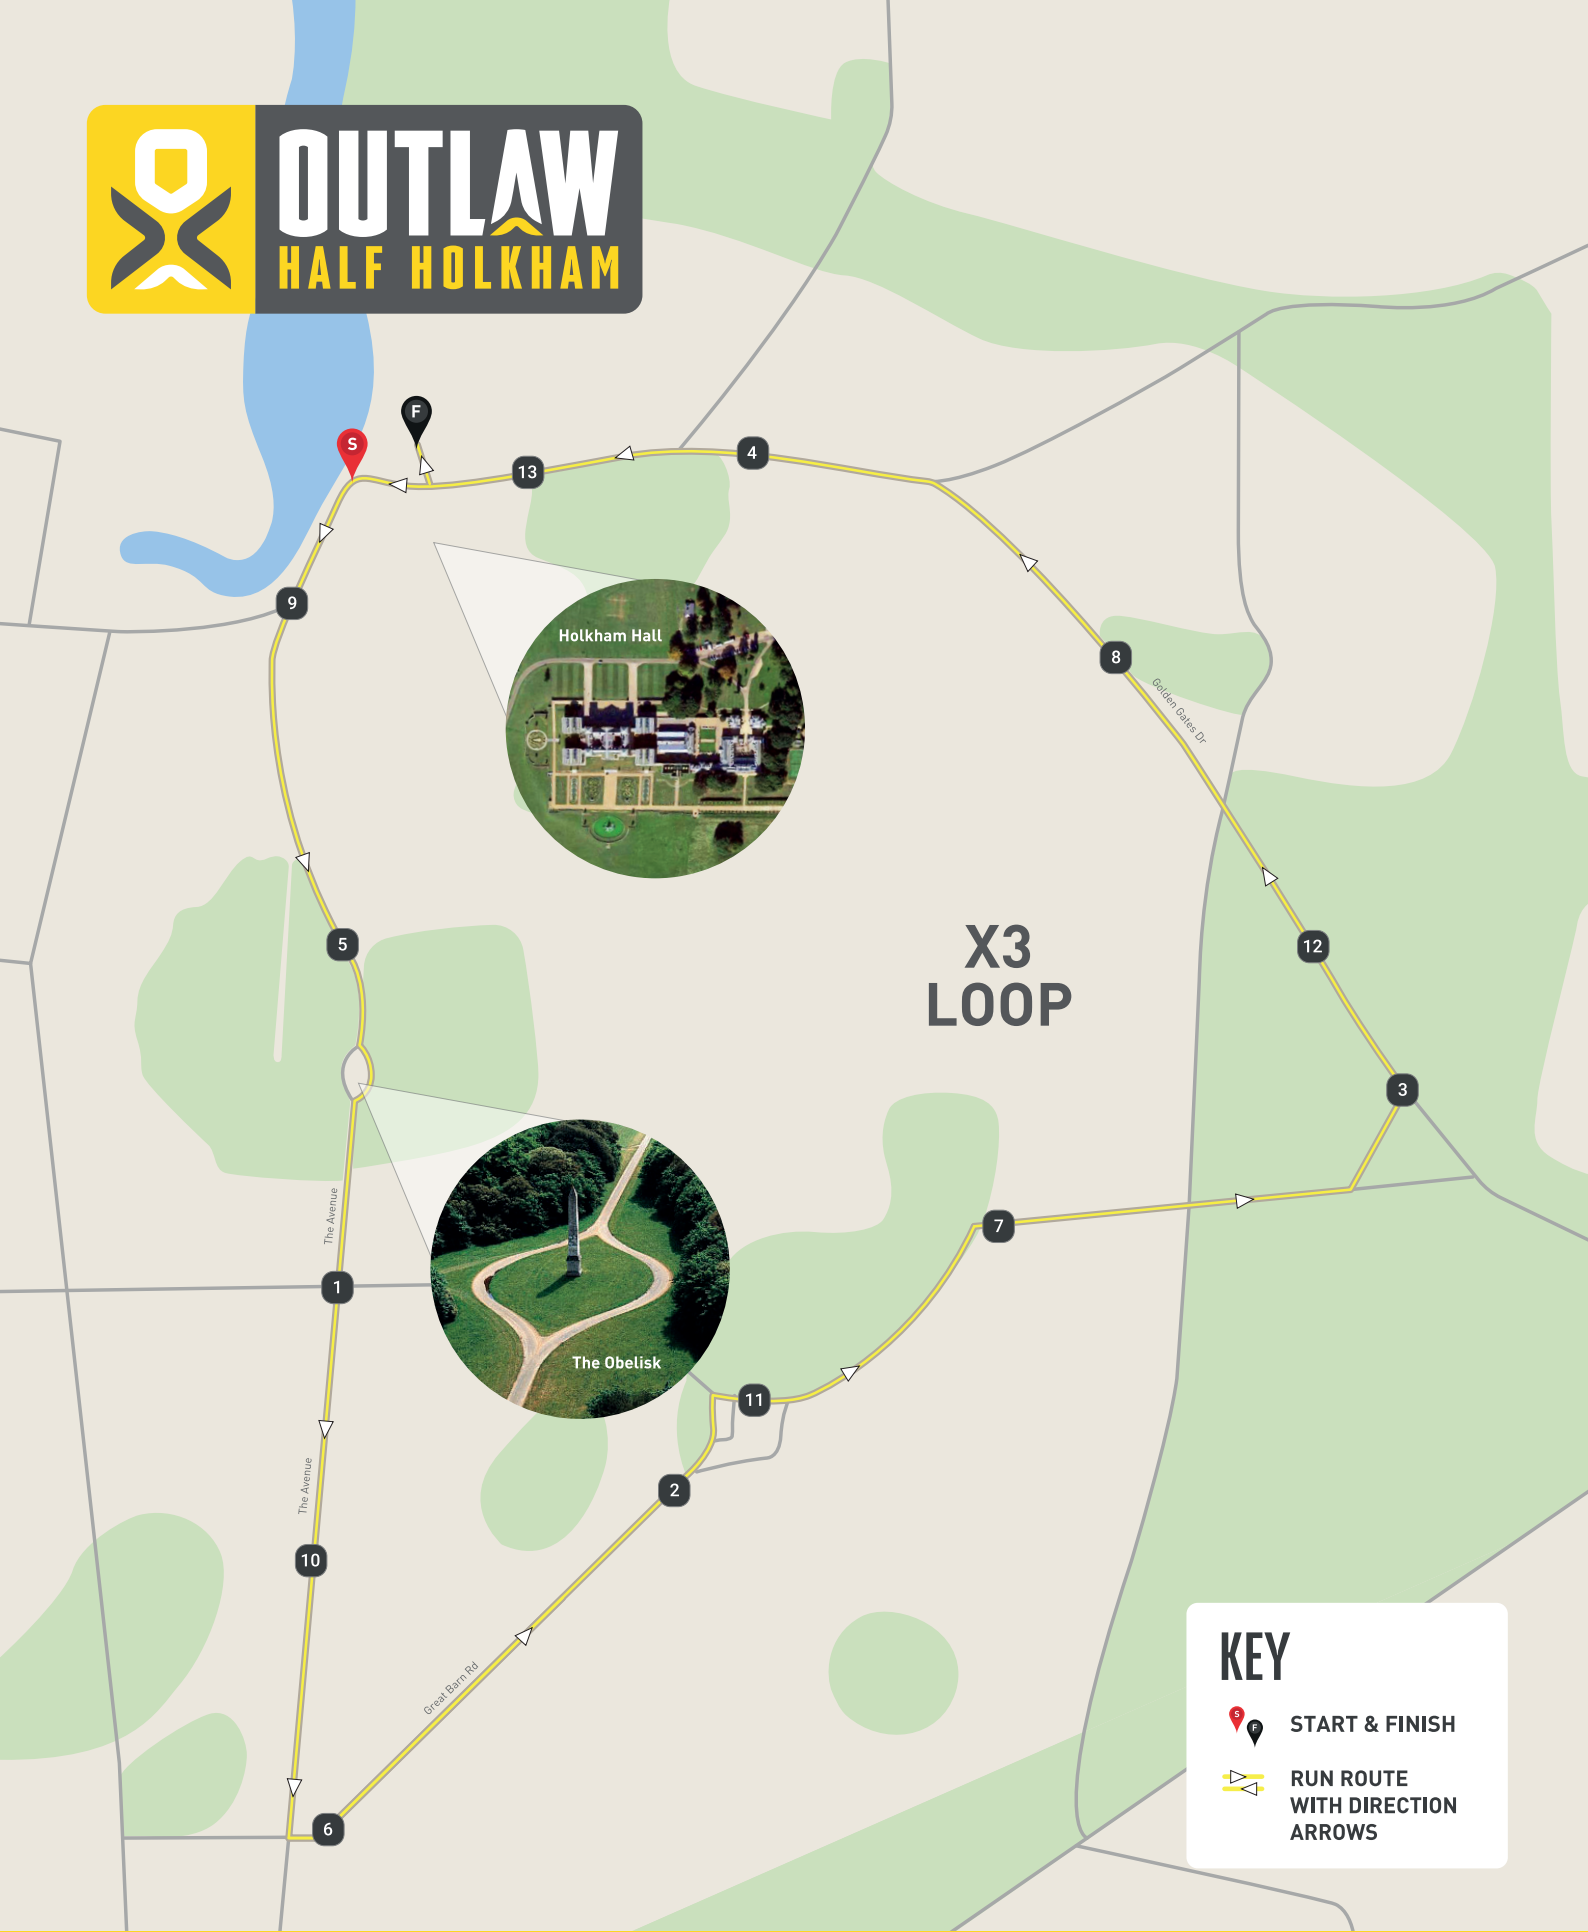 OUTLAW
HALF HOLKHAM
F
S
13
4
9
Holkham Hall
8
Golden Gates Dr
5
12
X3
LOOP
3
The Avenue
7
1
The Obelisk
11
The Avenue
2
10
Great Barn Rd
6
KEY
S
F
START & FINISH
RUN ROUTE
WITH DIRECTION
ARROWS